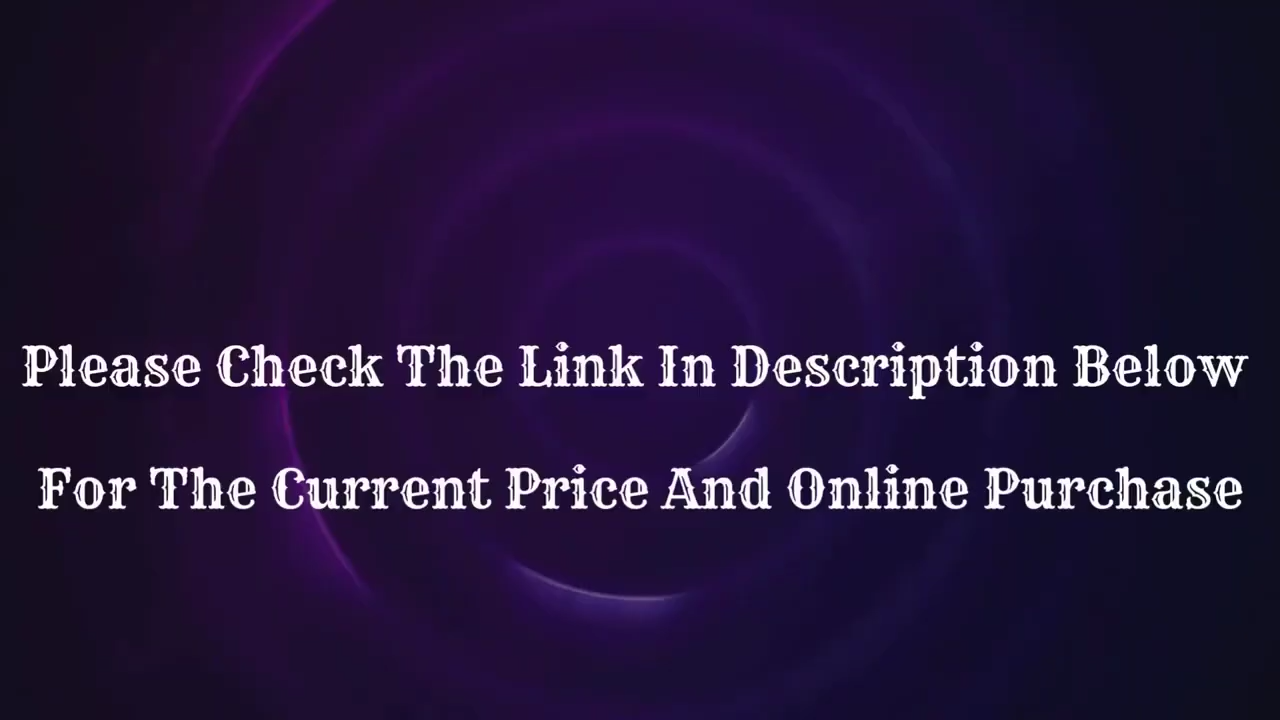 Please Check The Link In Description Below
For The Current Price And Online Purchase